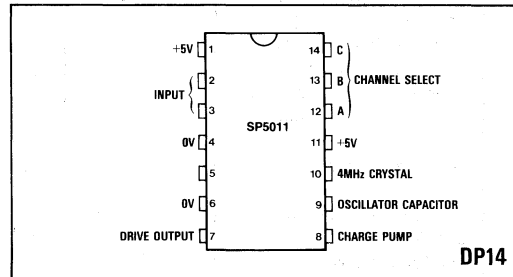 +5V 1 14 C
2 13 B CHANNEL SELECT
INPUT
3 12 A
SP5011
0V 4 11 +5V
5 10 4MHz CRYSTAL
0V 6 9 OSCILLATOR CAPACITOR
DRIVE OUTPUT 7 8 CHARGE PUMP
DP14